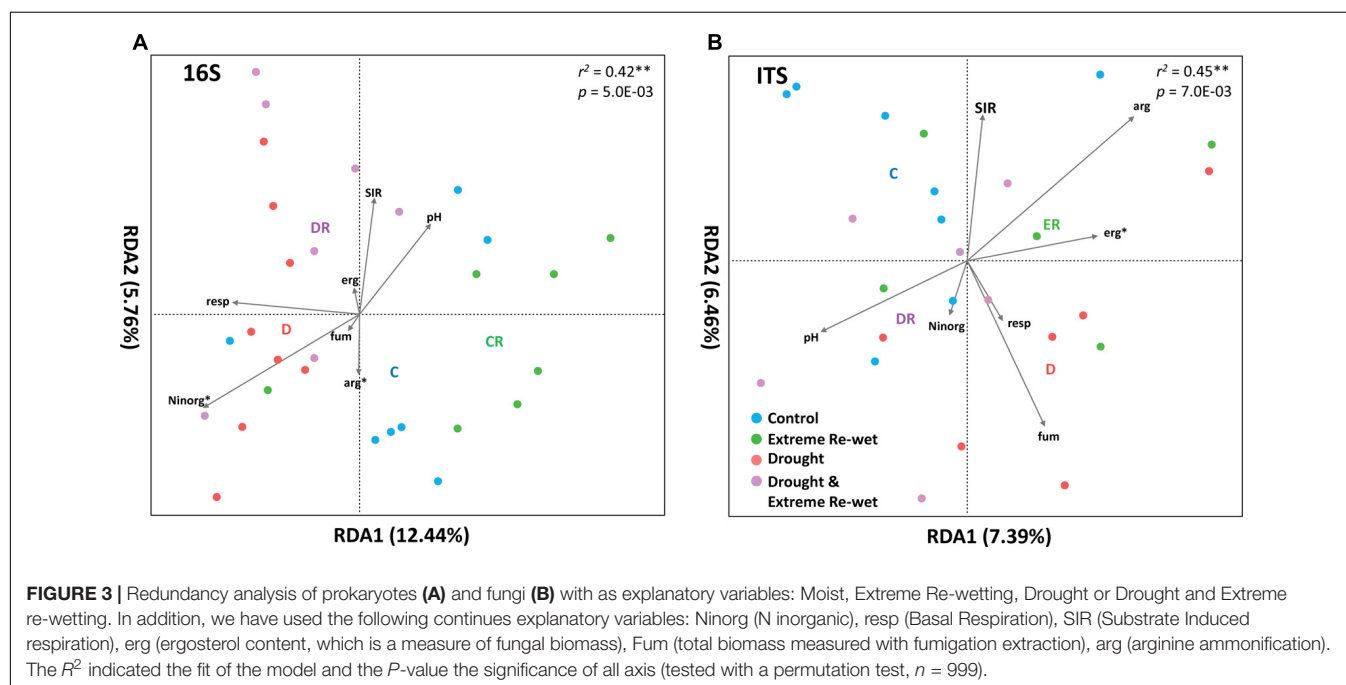 A
16S
r² = 0.42**
p = 5.0E-03
SIR
pH
DR
erg
resp
fum
D
CR
arg*
C
Ninorg*
RDA2 (5.76%)
RDA1 (12.44%)
B
ITS
r² = 0.45**
p = 7.0E-03
SIR
arg
C
ER
erg*
DR
Ninorg
resp
pH
D
fum
Control
Extreme Re-wet
Drought
Drought &
Extreme Re-wet
RDA2 (6.46%)
RDA1 (7.39%)
FIGURE 3 | Redundancy analysis of prokaryotes (A) and fungi (B) with as explanatory variables: Moist, Extreme Re-wetting, Drought or Drought and Extreme
re-wetting. In addition, we have used the following continues explanatory variables: Ninorg (N inorganic), resp (Basal Respiration), SIR (Substrate Induced
respiration), erg (ergosterol content, which is a measure of fungal biomass), Fum (total biomass measured with fumigation extraction), arg (arginine ammonification).
The R² indicated the fit of the model and the P-value the significance of all axis (tested with a permutation test, n = 999).